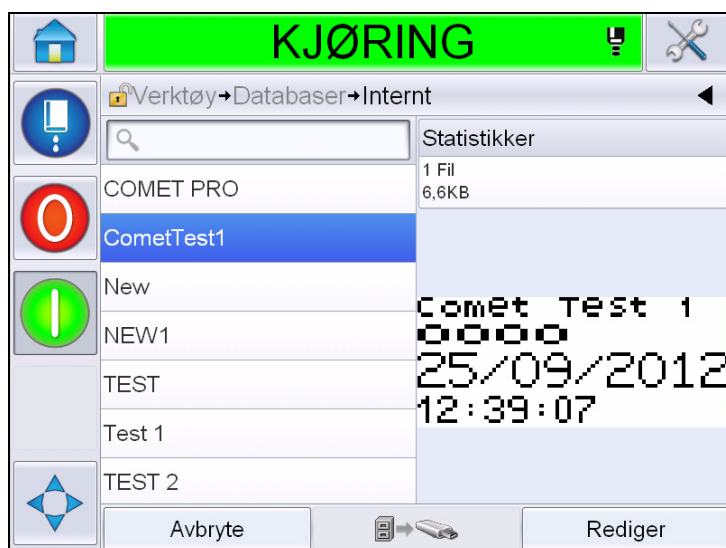 KJØRING
Verktøy→Databaser→Internt
Statistikker
1 Fil
6,6KB
COMET PRO
CometTest1
New
NEW1
TEST
Test 1
TEST 2
Comet Test 1
0000
25/09/2012
12:39:07
Avbryte
Rediger